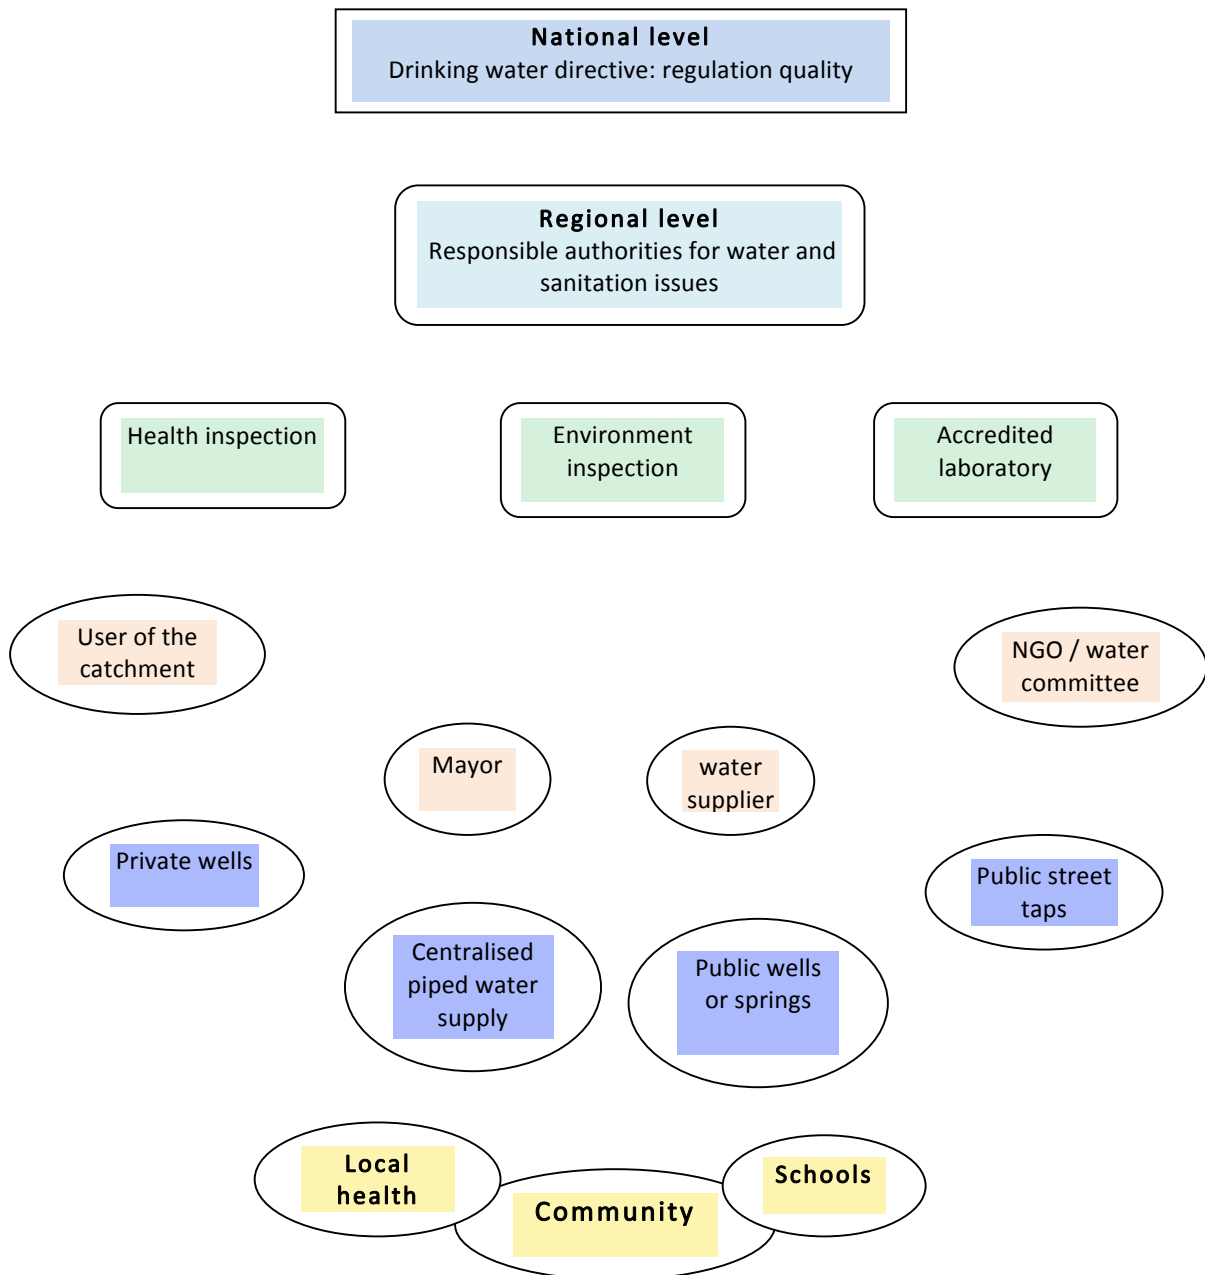 National level
Drinking water directive: regulation quality
Regional level
Responsible authorities for water and
sanitation issues
Health inspection
Environment
inspection
Accredited
laboratory
User of the
catchment
NGO / water
committee
Mayor
water
supplier
Private wells
Public street
taps
Centralised
piped water
supply
Public wells
or springs
Local
health
Community
Schools